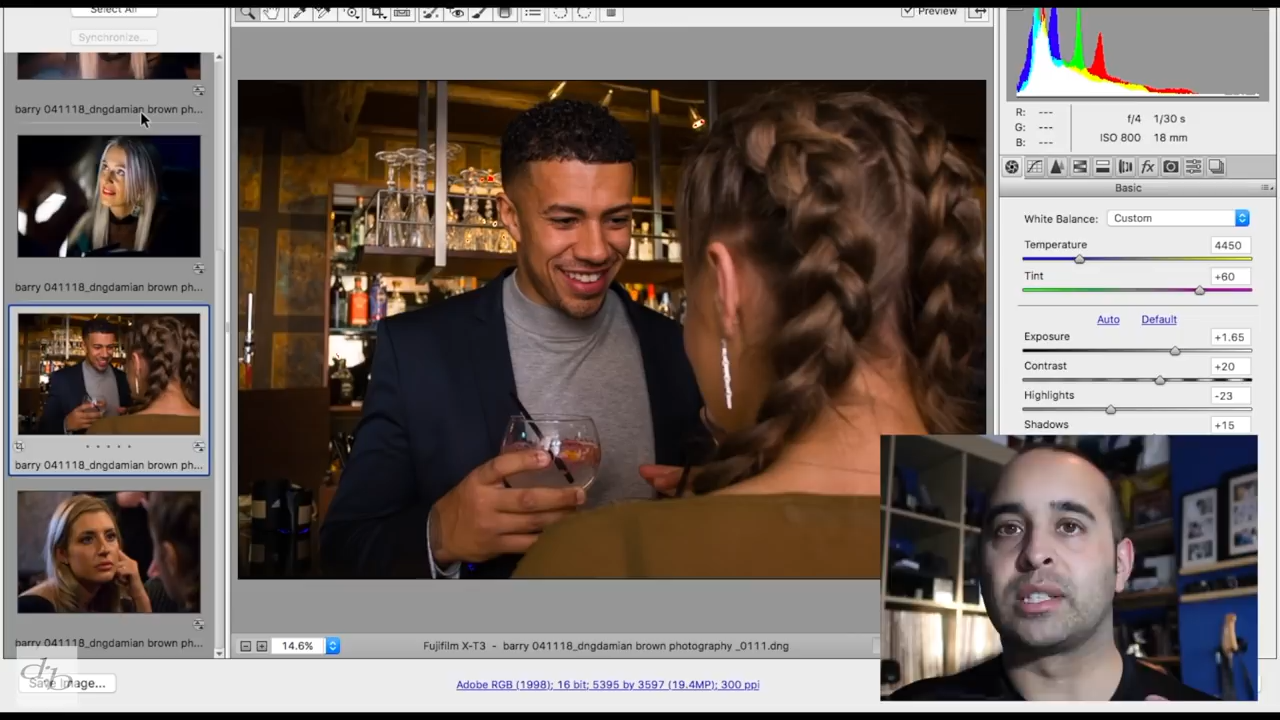 Select All
Preview
Synchronize...
barry 041118_dngdamian brown ph...
barry 041118_dngdamian brown ph...
barry 041118_dngdamian brown ph...
barry 041118_dngdamian brown ph...
R: ---
G: ---
B: ---
f/4 1/30 s
ISO 800 18 mm
Basic
White Balance: Custom
Temperature 4450
Tint +60
Auto Default
Exposure +1.65
Contrast +20
Highlights -23
Shadows +15
14.6%
Fujifilm X-T3 - barry 041118_dngdamian brown photography _0111.dng
Save Image...
db
Adobe RGB (1998); 16 bit; 5395 by 3597 (19.4MP); 300 ppi